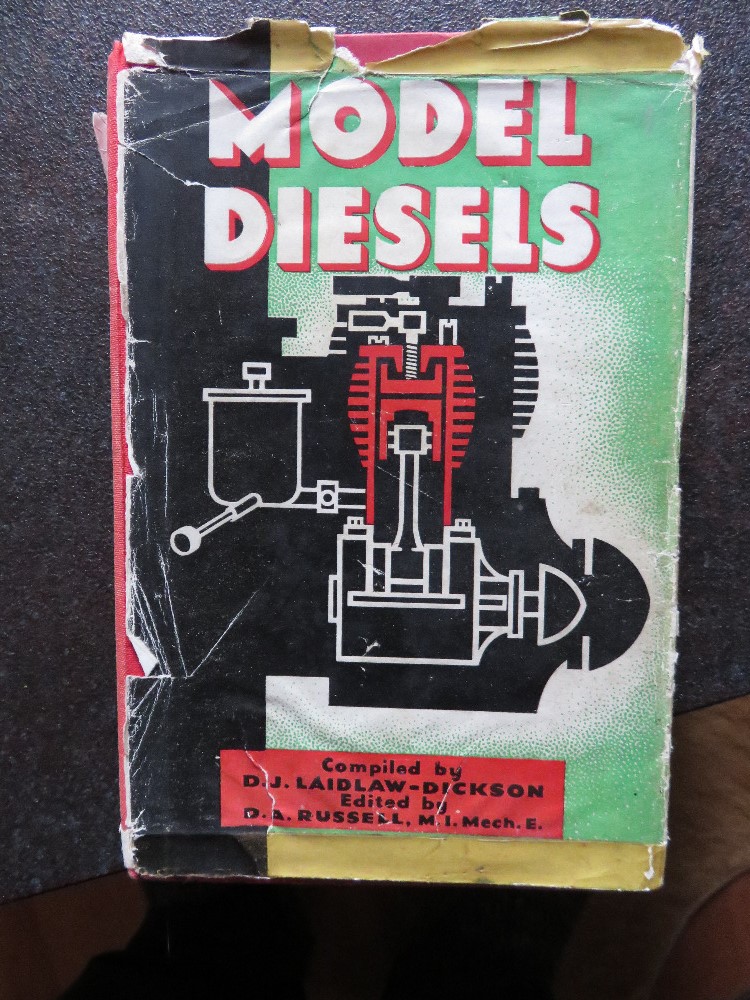 MODEL
DIESELS
Compiled by
D.J. LAIDLAW-DICKSON
Edited by
D.A. RUSSELL, M.I.Mech.E.